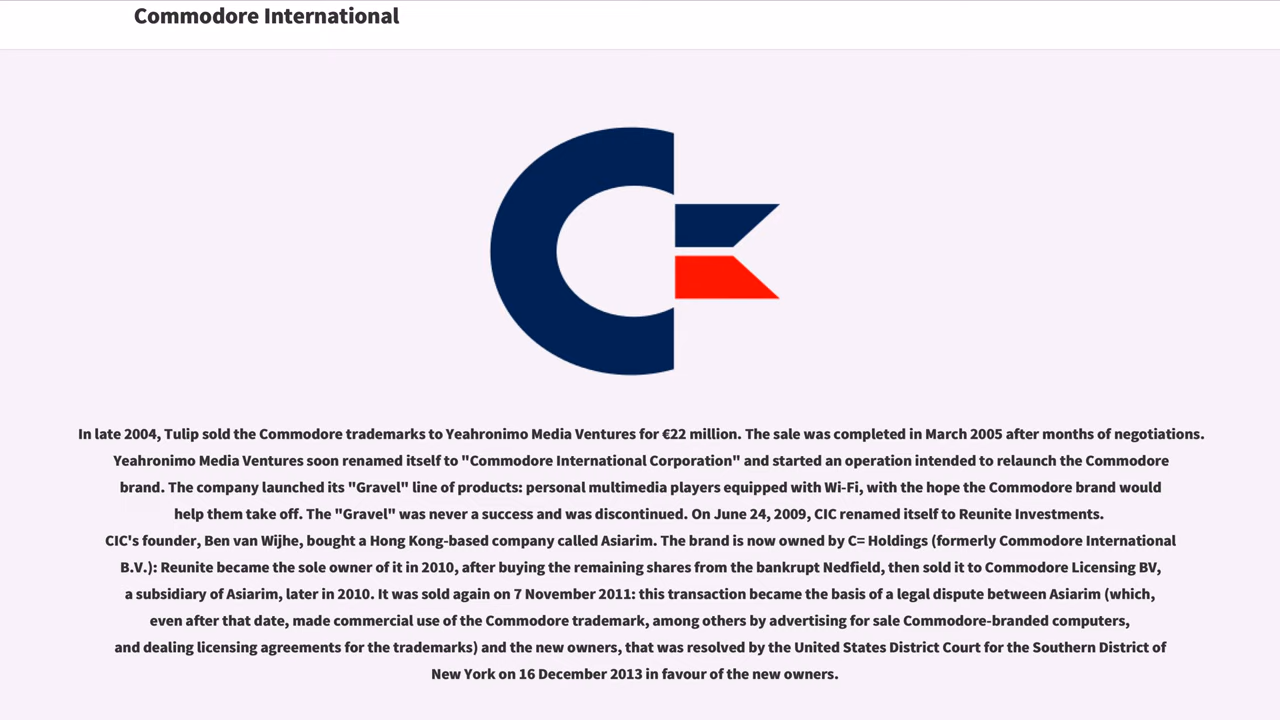 Commodore International
In late 2004, Tulip sold the Commodore trademarks to Yeahronimo Media Ventures for €22 million. The sale was completed in March 2005 after months of negotiations.
Yeahronimo Media Ventures soon renamed itself to "Commodore International Corporation" and started an operation intended to relaunch the Commodore
brand. The company launched its "Gravel" line of products: personal multimedia players equipped with Wi-Fi, with the hope the Commodore brand would
help them take off. The "Gravel" was never a success and was discontinued. On June 24, 2009, CIC renamed itself to Reunite Investments.
CIC's founder, Ben van Wijhe, bought a Hong Kong-based company called Asiarim. The brand is now owned by C= Holdings (formerly Commodore International
B.V.): Reunite became the sole owner of it in 2010, after buying the remaining shares from the bankrupt Nedfield, then sold it to Commodore Licensing BV,
a subsidiary of Asiarim, later in 2010. It was sold again on 7 November 2011: this transaction became the basis of a legal dispute between Asiarim (which,
even after that date, made commercial use of the Commodore trademark, among others by advertising for sale Commodore-branded computers,
and dealing licensing agreements for the trademarks) and the new owners, that was resolved by the United States District Court for the Southern District of
New York on 16 December 2013 in favour of the new owners.